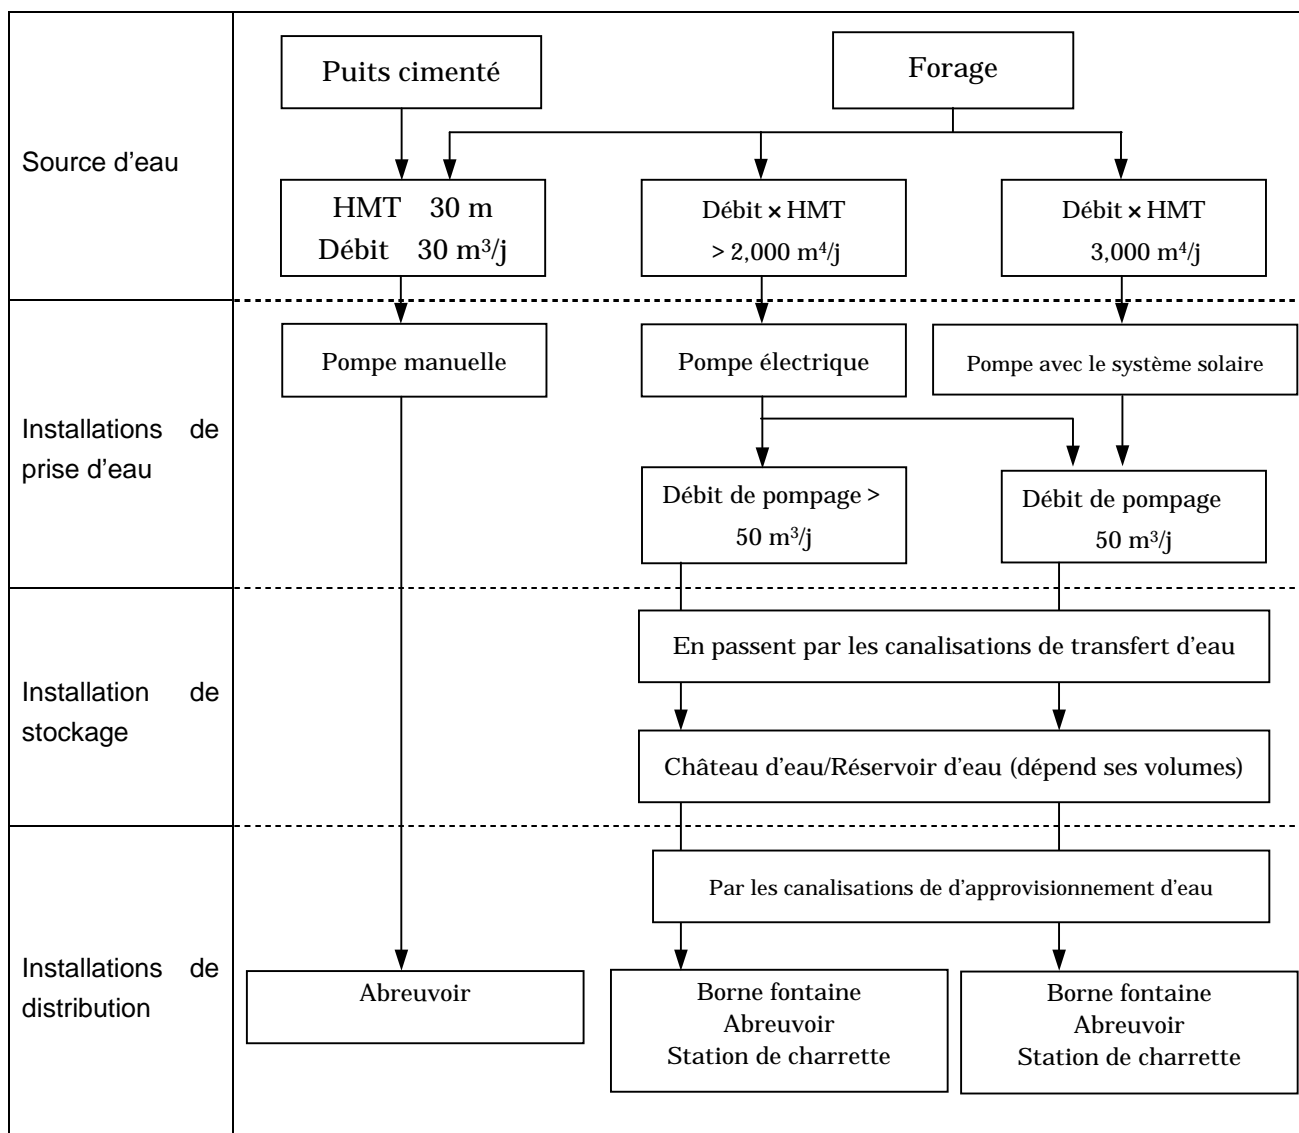 Source d'eau
Puits cimenté
Forage
HMT 30 m
Débit 30 m³/j
Débit × HMT
> 2,000 m⁴/j
Débit × HMT
3,000 m⁴/j
Installations de
prise d'eau
Pompe manuelle
Pompe électrique
Pompe avec le système solaire
Débit de pompage >
50 m³/j
Débit de pompage
50 m³/j
Installation de
stockage
En passent par les canalisations de transfert d'eau
Château d'eau/Réservoir d'eau (dépend ses volumes)
Installations de
distribution
Par les canalisations de d'approvisionnement d'eau
Abreuvoir
Borne fontaine
Abreuvoir
Station de charrette
Borne fontaine
Abreuvoir
Station de charrette